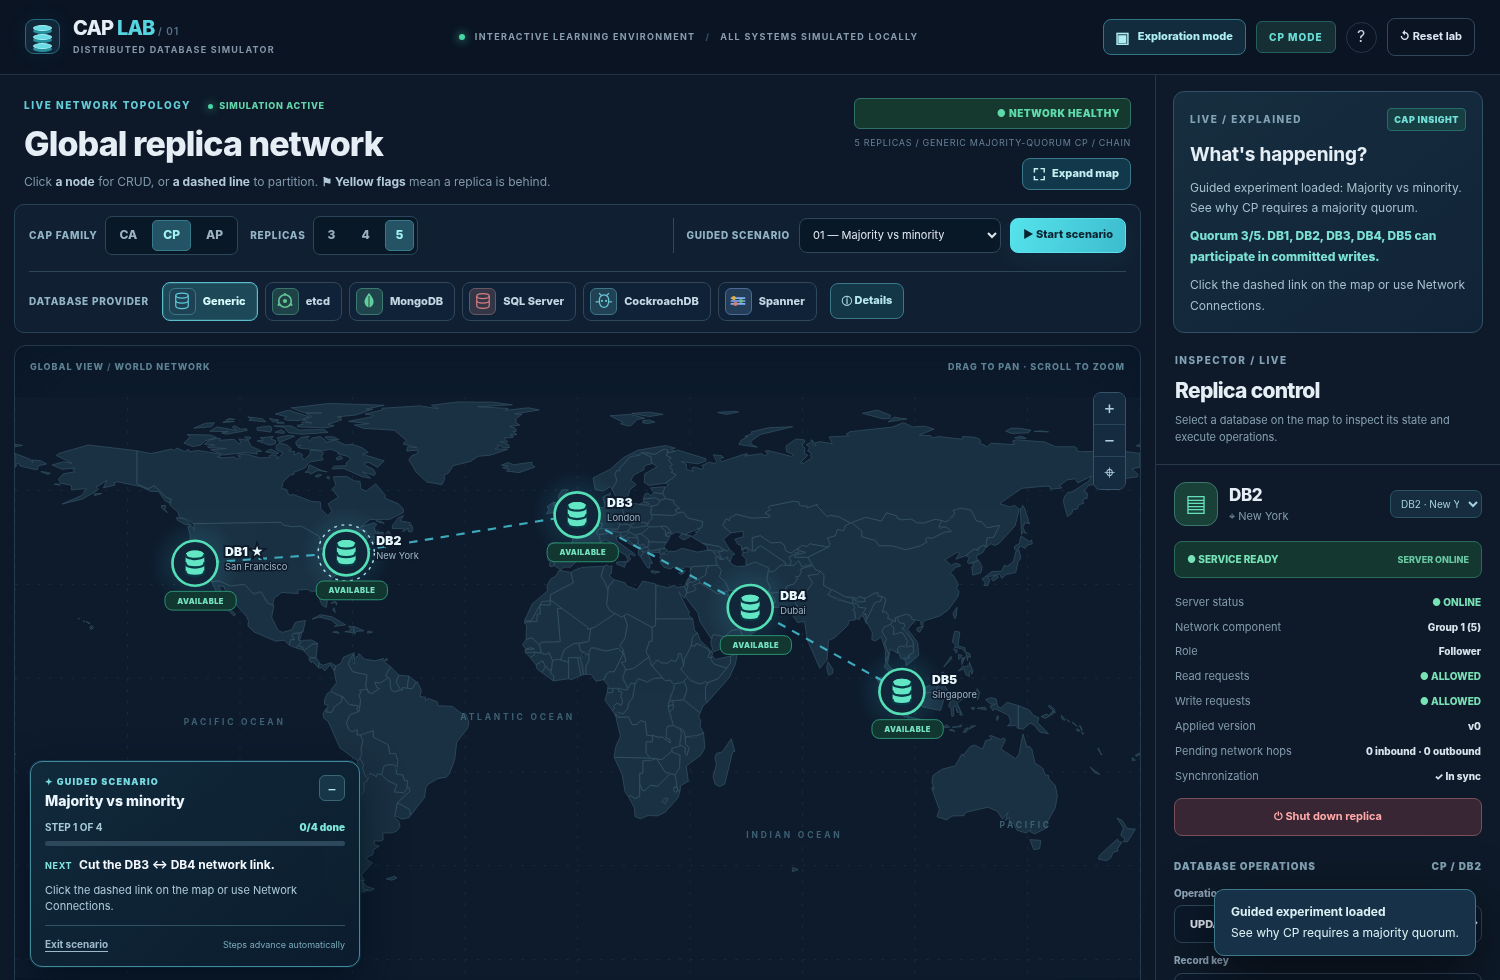 CAP LAB / 01
DISTRIBUTED DATABASE SIMULATOR
INTERACTIVE LEARNING ENVIRONMENT / ALL SYSTEMS SIMULATED LOCALLY
Exploration mode
CP MODE
?
↺ Reset lab
LIVE NETWORK TOPOLOGY
SIMULATION ACTIVE
Global replica network
Click a node for CRUD, or a dashed line to partition. ⚑ Yellow flags mean a replica is behind.
● NETWORK HEALTHY
5 REPLICAS / GENERIC MAJORITY-QUORUM CP / CHAIN
Expand map
CAP FAMILY
CA
CP
AP
REPLICAS
3
4
5
GUIDED SCENARIO
01 — Majority vs minority
▶ Start scenario
DATABASE PROVIDER
Generic
etcd
MongoDB
SQL Server
CockroachDB
Spanner
ⓘ Details
GLOBAL VIEW / WORLD NETWORK
DRAG TO PAN · SCROLL TO ZOOM
+
−
⌖
DB1 ★
San Francisco
AVAILABLE
DB2
New York
AVAILABLE
DB3
London
AVAILABLE
DB4
Dubai
AVAILABLE
DB5
Singapore
AVAILABLE
PACIFIC OCEAN
ATLANTIC OCEAN
INDIAN OCEAN
PACIFIC
✦ GUIDED SCENARIO
−
Majority vs minority
STEP 1 OF 4
0/4 done
NEXT Cut the DB3 ↔ DB4 network link.
Click the dashed link on the map or use Network
Connections.
Exit scenario
Steps advance automatically
LIVE / EXPLAINED
CAP INSIGHT
What's happening?
Guided experiment loaded: Majority vs minority.
See why CP requires a majority quorum.
Quorum 3/5. DB1, DB2, DB3, DB4, DB5 can
participate in committed writes.
Click the dashed link on the map or use Network
Connections.
INSPECTOR / LIVE
Replica control
Select a database on the map to inspect its state and
execute operations.
DB2
⌖ New York
DB2 · New Y
● SERVICE READY
SERVER ONLINE
Server status
● ONLINE
Network component
Group 1 (5)
Role
Follower
Read requests
● ALLOWED
Write requests
● ALLOWED
Applied version
v0
Pending network hops
0 inbound · 0 outbound
Synchronization
✓ In sync
⏻ Shut down replica
DATABASE OPERATIONS
CP / DB2
Guided experiment loaded
See why CP requires a majority quorum.
Record key